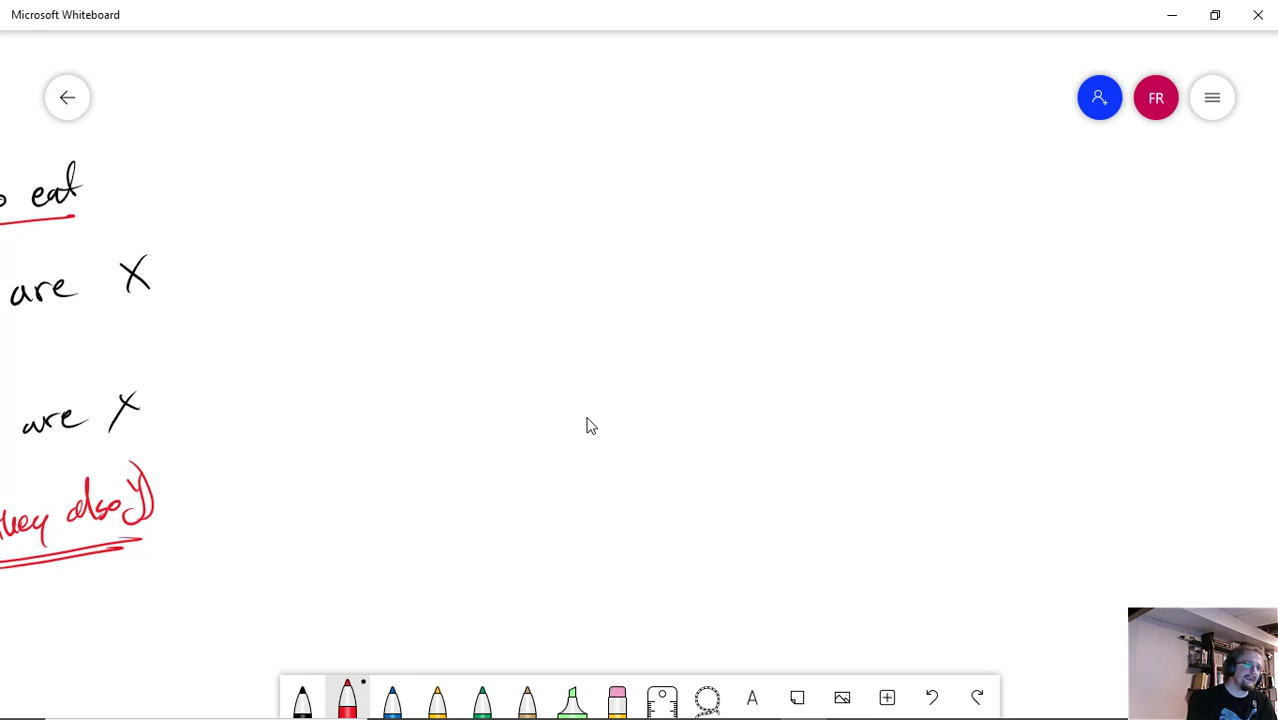 Microsoft Whiteboard
FR
eat
are X
are X
they also y)
A